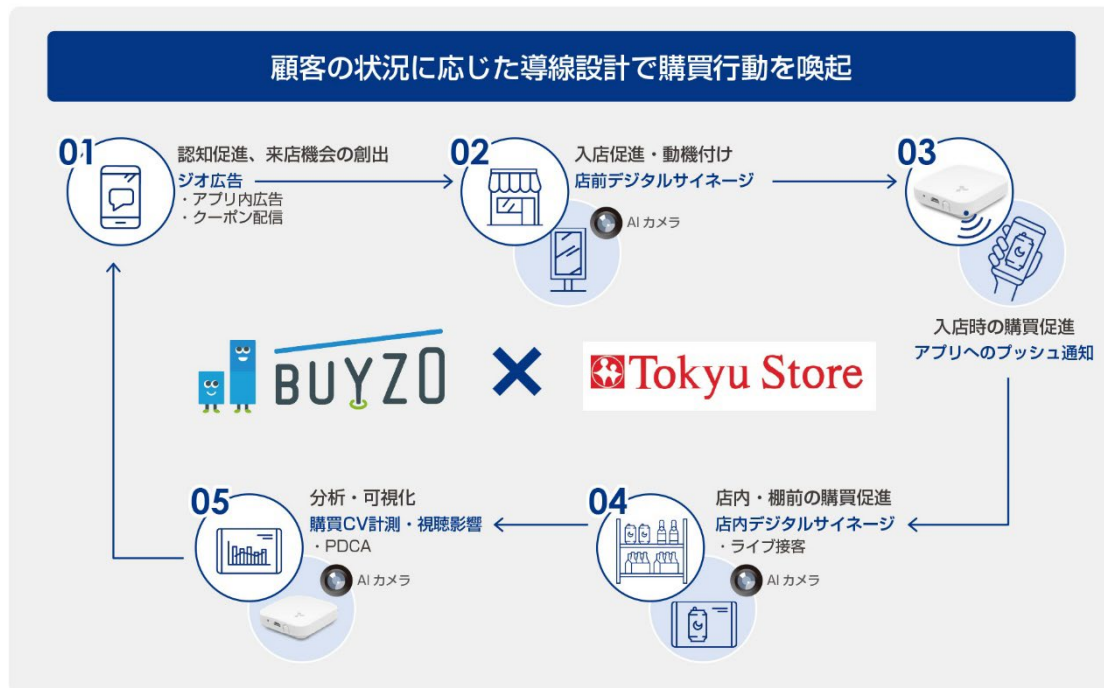 顧客の状況に応じた導線設計で購買行動を喚起
01
認知促進、来店機会の創出
ジオ広告
・アプリ内広告
・クーポン配信
02
入店促進・動機付け
店前デジタルサイネージ
AIカメラ
03
入店時の購買促進
アプリへのプッシュ通知
BUYZO
×
Tokyu Store
04
店内・棚前の購買促進
店内デジタルサイネージ
・ライブ接客
AIカメラ
05
分析・可視化
購買CV計測・視聴影響
・PDCA
AIカメラ